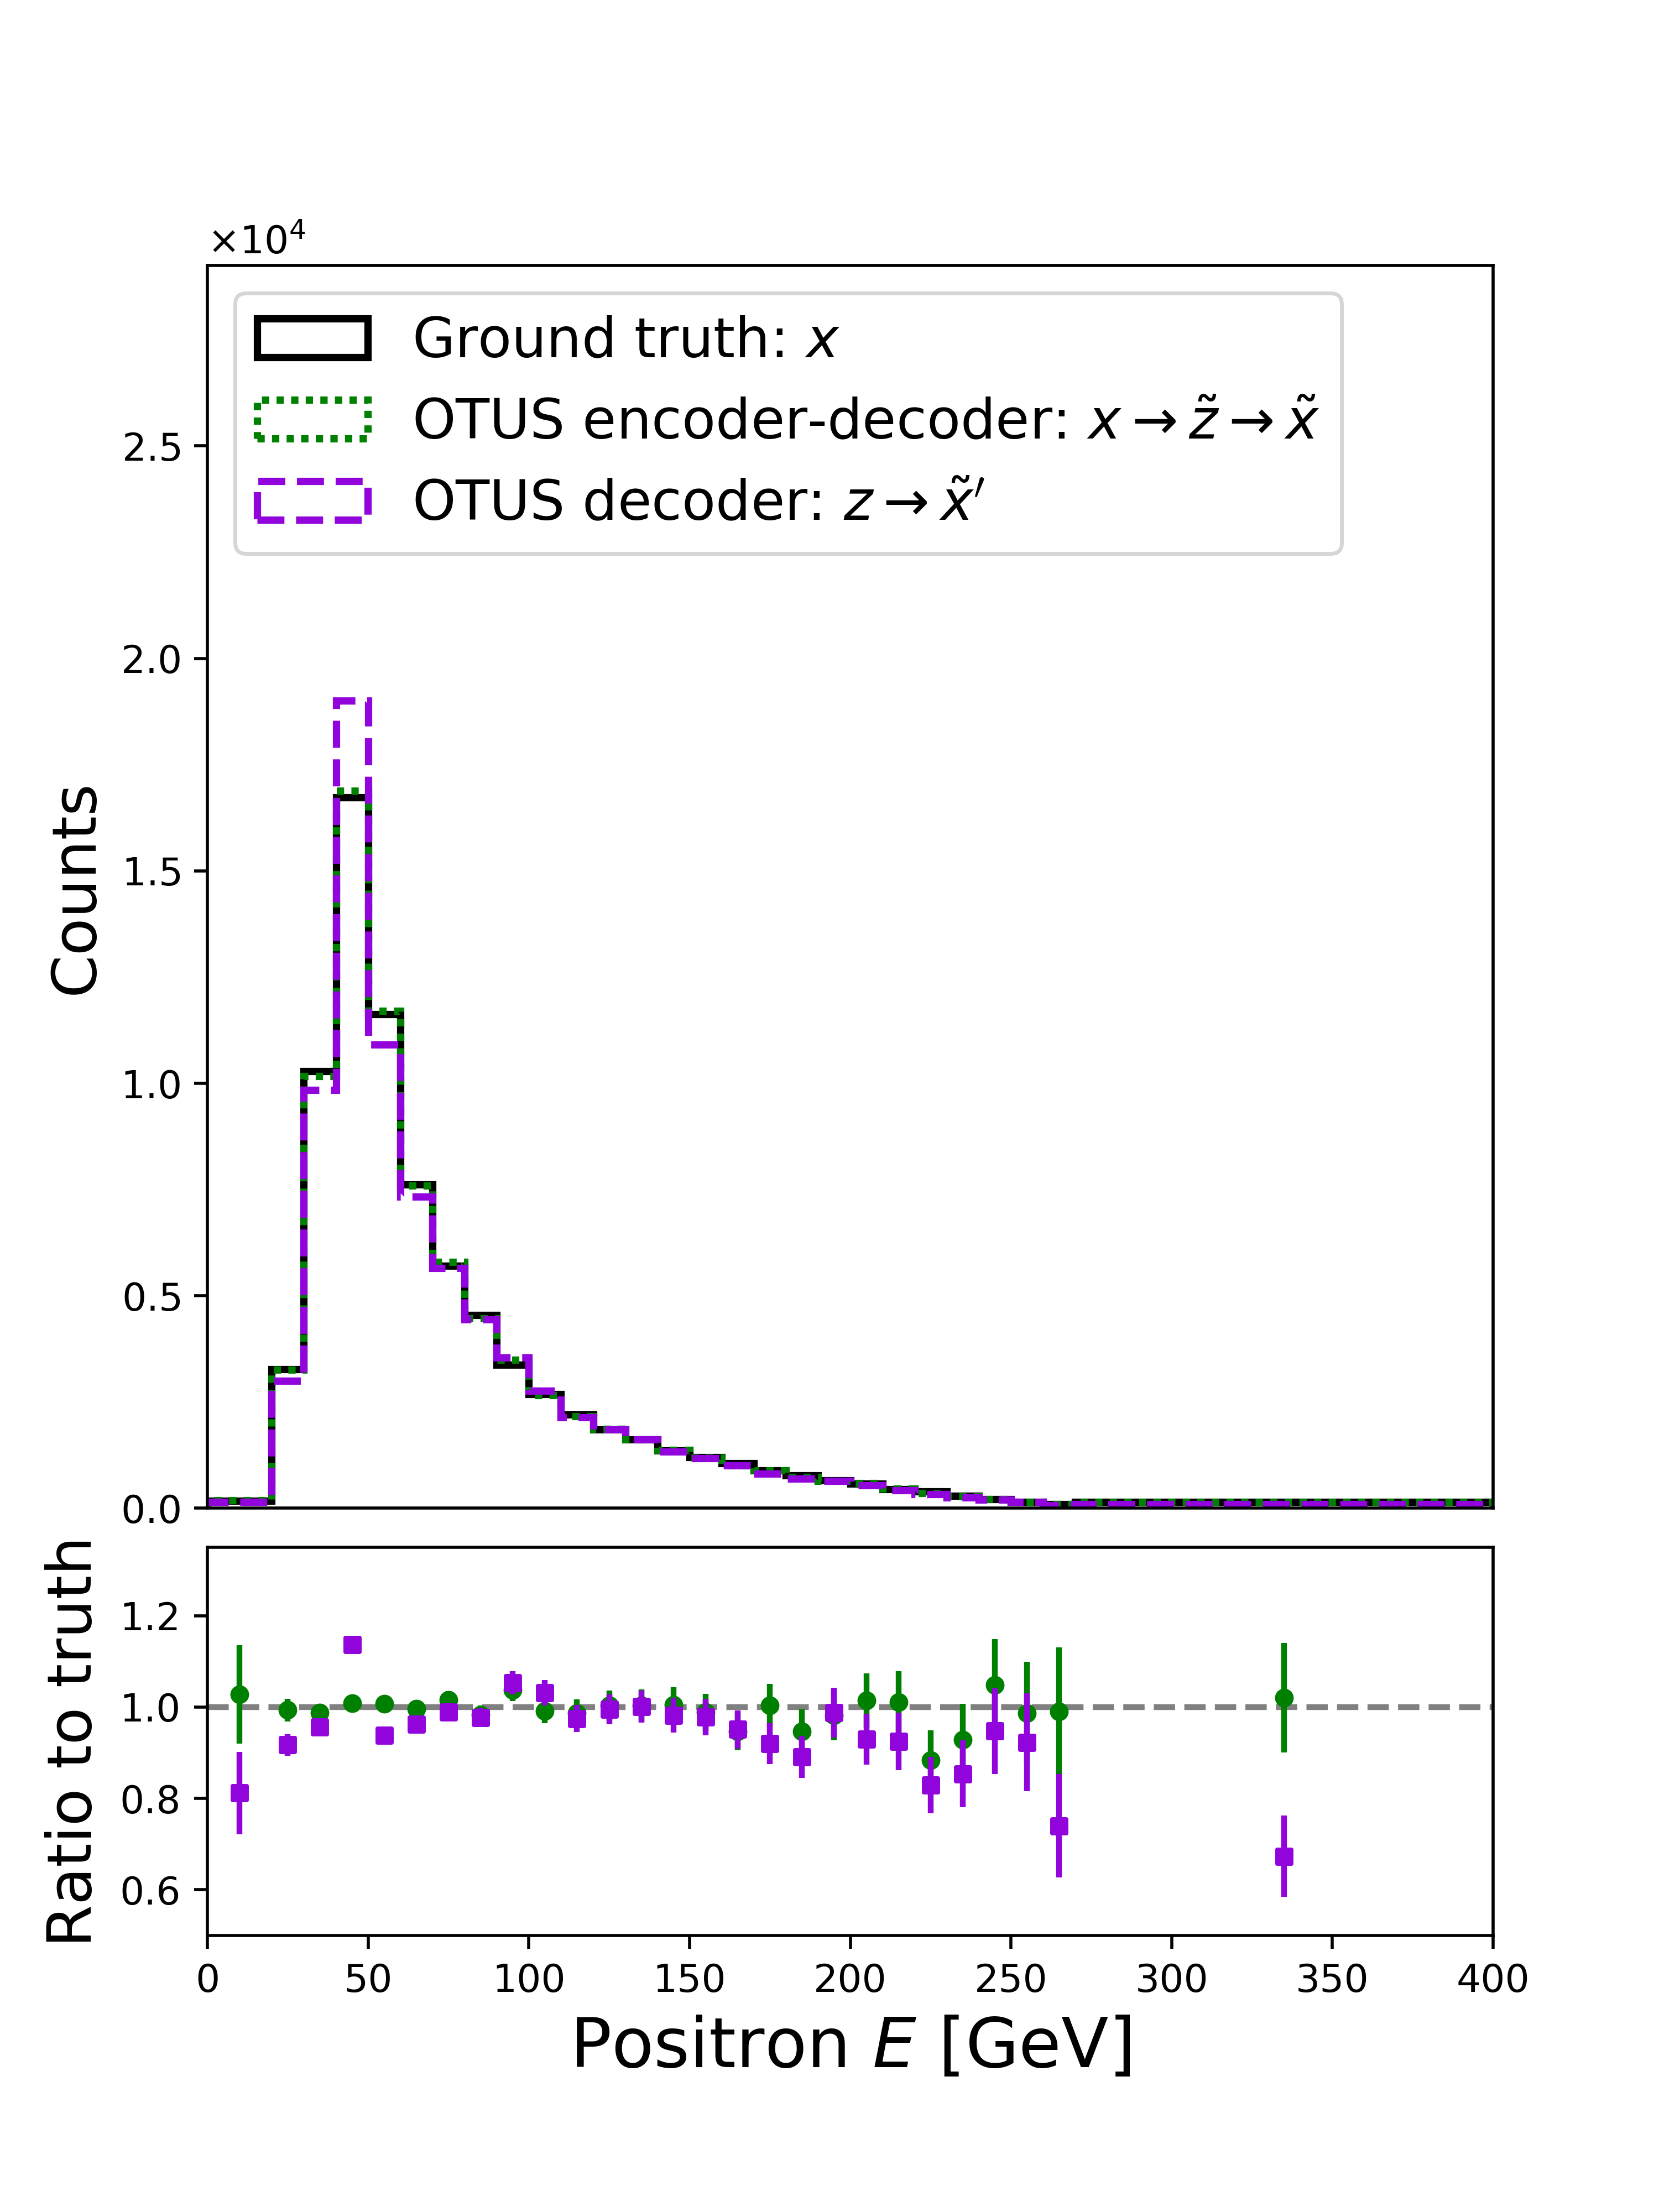 ×10⁴
Ground truth: x
OTUS encoder-decoder: x → z̃ → x̃
OTUS decoder: z → x̃′
2.5
2.0
1.5
1.0
0.5
0.0
Counts
1.2
1.0
0.8
0.6
Ratio to truth
0 50 100 150 200 250 300 350 400
Positron E [GeV]